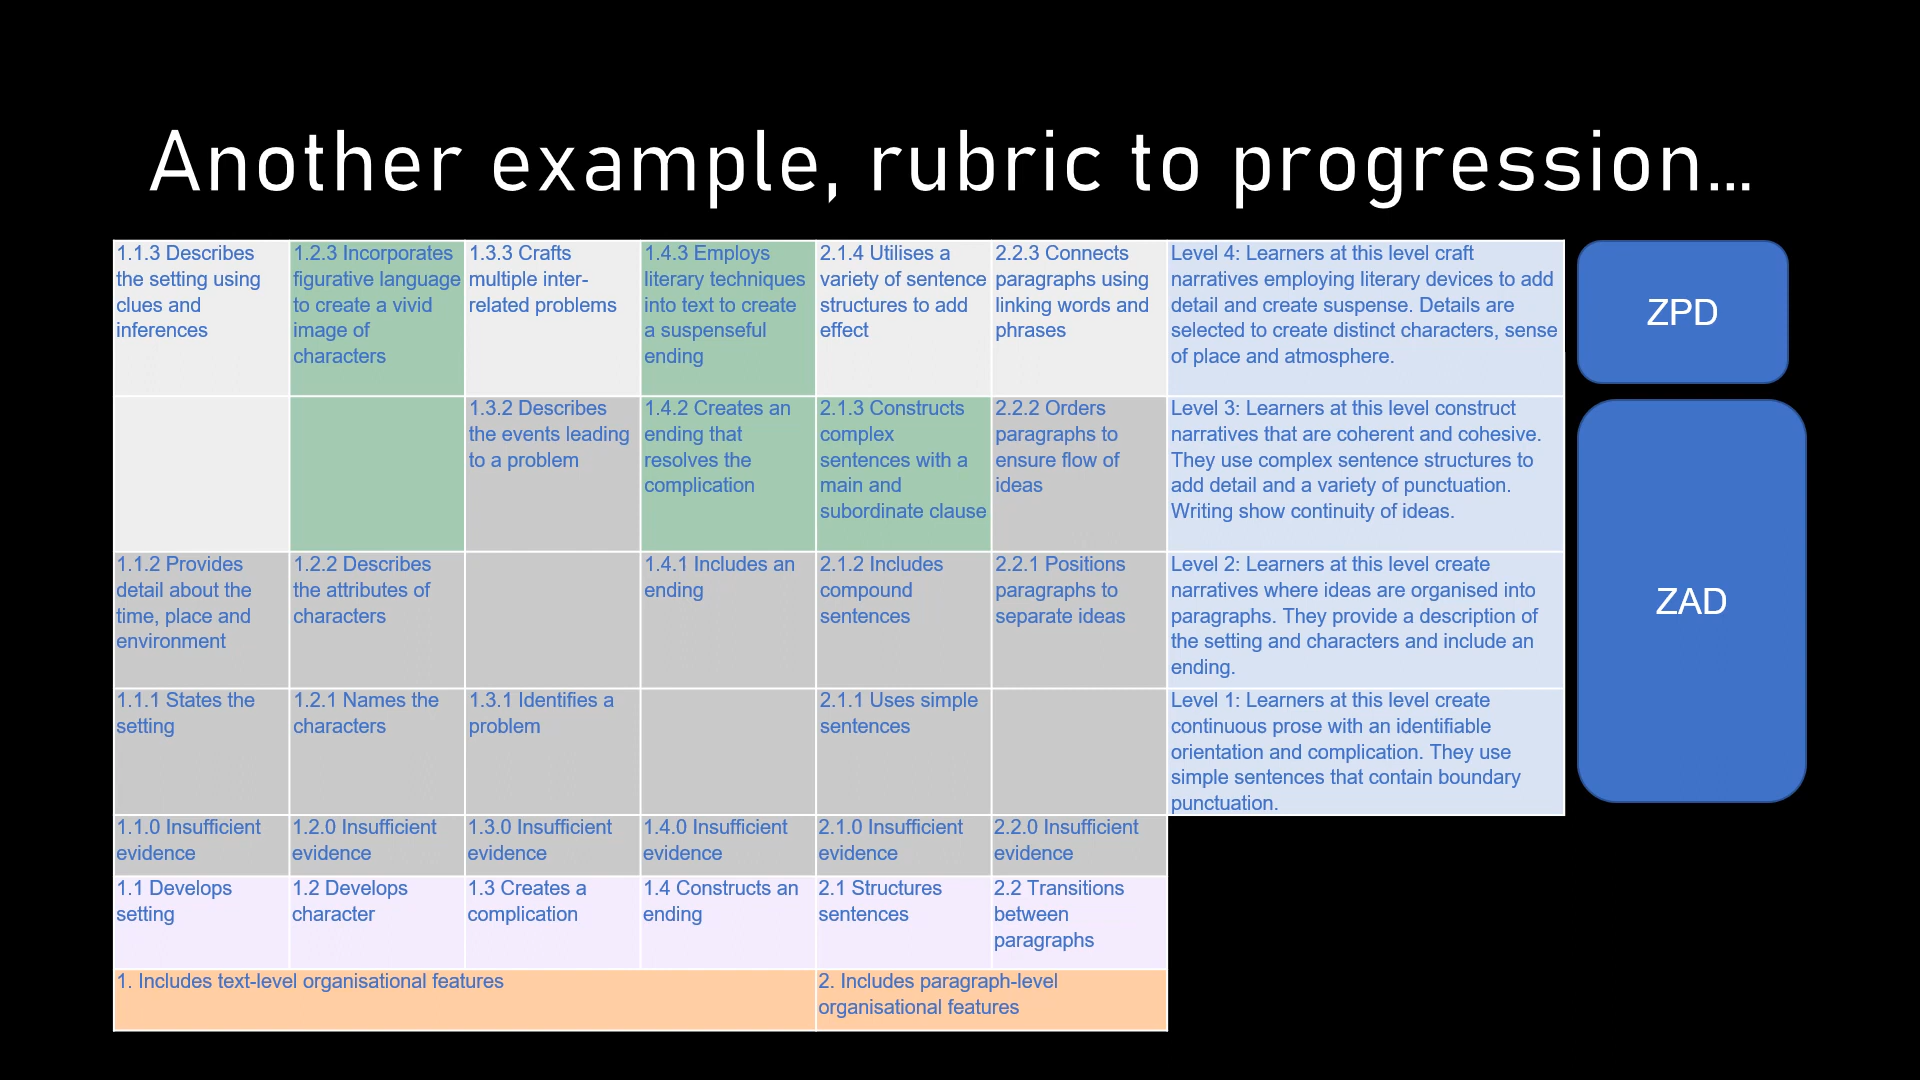 Another example, rubric to progression…
1.1.3 Describes
the setting using
clues and
inferences
1.2.3 Incorporates
figurative language
to create a vivid
image of
characters
1.3.3 Crafts
multiple inter-
related problems
1.4.3 Employs
literary techniques
into text to create
a suspenseful
ending
2.1.4 Utilises a
variety of sentence
structures to add
effect
2.2.3 Connects
paragraphs using
linking words and
phrases
Level 4: Learners at this level craft
narratives employing literary devices to add
detail and create suspense. Details are
selected to create distinct characters, sense
of place and atmosphere.
ZPD
1.3.2 Describes
the events leading
to a problem
1.4.2 Creates an
ending that
resolves the
complication
2.1.3 Constructs
complex
sentences with a
main and
subordinate clause
2.2.2 Orders
paragraphs to
ensure flow of
ideas
Level 3: Learners at this level construct
narratives that are coherent and cohesive.
They use complex sentence structures to
add detail and a variety of punctuation.
Writing show continuity of ideas.
ZAD
1.1.2 Provides
detail about the
time, place and
environment
1.2.2 Describes
the attributes of
characters
1.4.1 Includes an
ending
2.1.2 Includes
compound
sentences
2.2.1 Positions
paragraphs to
separate ideas
Level 2: Learners at this level create
narratives where ideas are organised into
paragraphs. They provide a description of
the setting and characters and include an
ending.
1.1.1 States the
setting
1.2.1 Names the
characters
1.3.1 Identifies a
problem
2.1.1 Uses simple
sentences
Level 1: Learners at this level create
continuous prose with an identifiable
orientation and complication. They use
simple sentences that contain boundary
punctuation.
1.1.0 Insufficient
evidence
1.2.0 Insufficient
evidence
1.3.0 Insufficient
evidence
1.4.0 Insufficient
evidence
2.1.0 Insufficient
evidence
2.2.0 Insufficient
evidence
1.1 Develops
setting
1.2 Develops
character
1.3 Creates a
complication
1.4 Constructs an
ending
2.1 Structures
sentences
2.2 Transitions
between
paragraphs
1. Includes text-level organisational features
2. Includes paragraph-level
organisational features